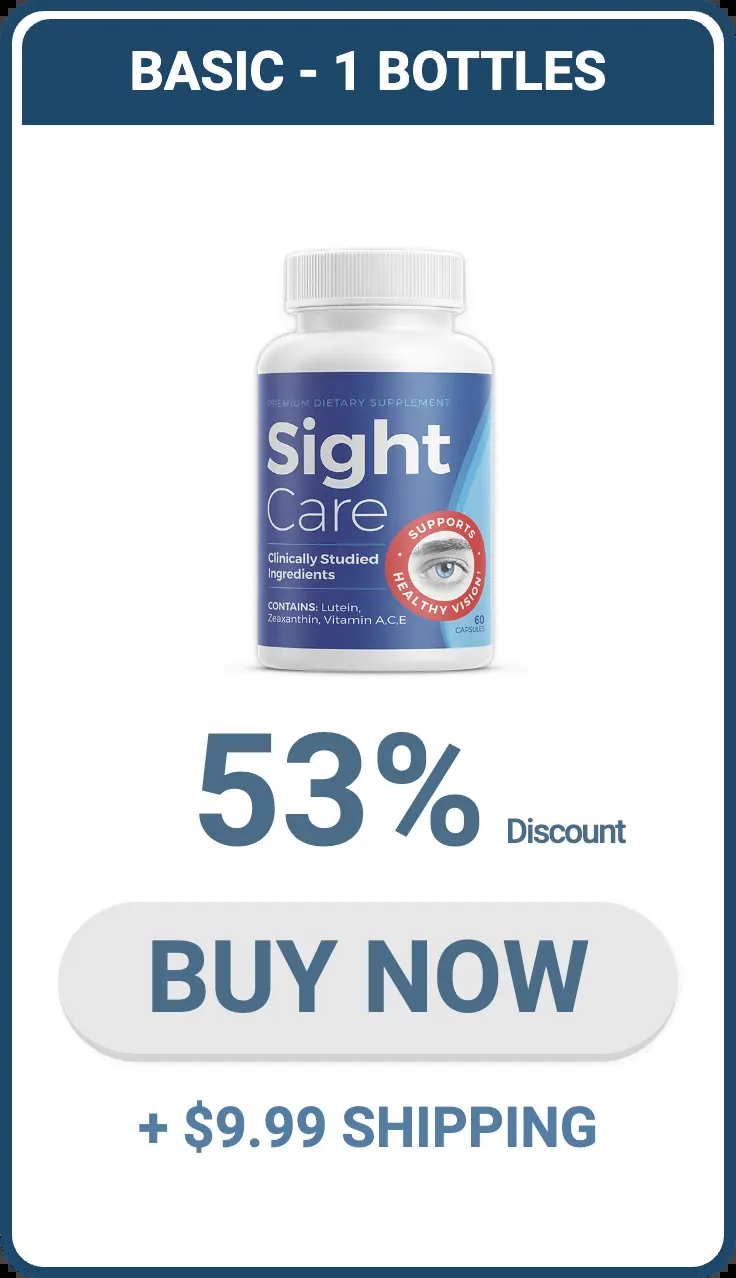 BASIC - 1 BOTTLES
PREMIUM DIETARY SUPPLEMENT
Sight
Care
Clinically Studied
Ingredients
SUPPORTS
HEALTHY VISION!
CONTAINS: Lutein,
Zeaxanthin, Vitamin A,C,E
60
CAPSULES
53% Discount
BUY NOW
+ $9.99 SHIPPING